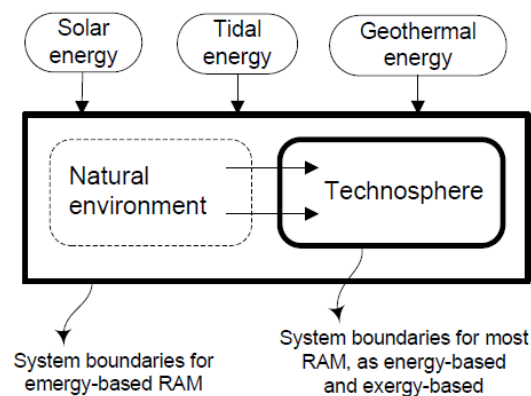 Solar
energy
Tidal
energy
Geothermal
energy
Natural
environment
Technosphere
System boundaries for
emergy-based RAM
System boundaries for most
RAM, as energy-based
and exergy-based